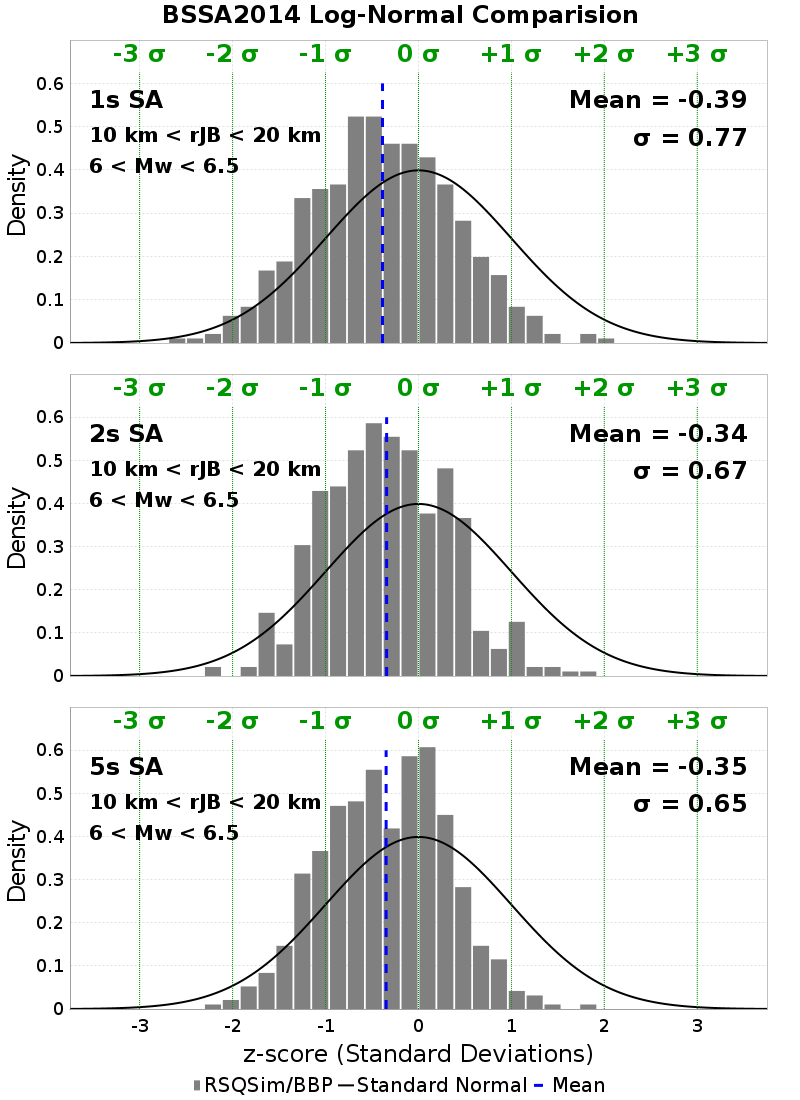 BSSA2014 Log-Normal Comparision
-3 σ -2 σ -1 σ 0 σ +1 σ +2 σ +3 σ
1s SA
10 km < rJB < 20 km
6 < Mw < 6.5
Mean = -0.39
σ = 0.77
Density
0.6
0.5
0.4
0.3
0.2
0.1
0
-3 σ -2 σ -1 σ 0 σ +1 σ +2 σ +3 σ
2s SA
10 km < rJB < 20 km
6 < Mw < 6.5
Mean = -0.34
σ = 0.67
Density
0.6
0.5
0.4
0.3
0.2
0.1
0
-3 σ -2 σ -1 σ 0 σ +1 σ +2 σ +3 σ
5s SA
10 km < rJB < 20 km
6 < Mw < 6.5
Mean = -0.35
σ = 0.65
Density
0.6
0.5
0.4
0.3
0.2
0.1
0
-3 -2 -1 0 1 2 3
z-score (Standard Deviations)
RSQSim/BBP Standard Normal Mean